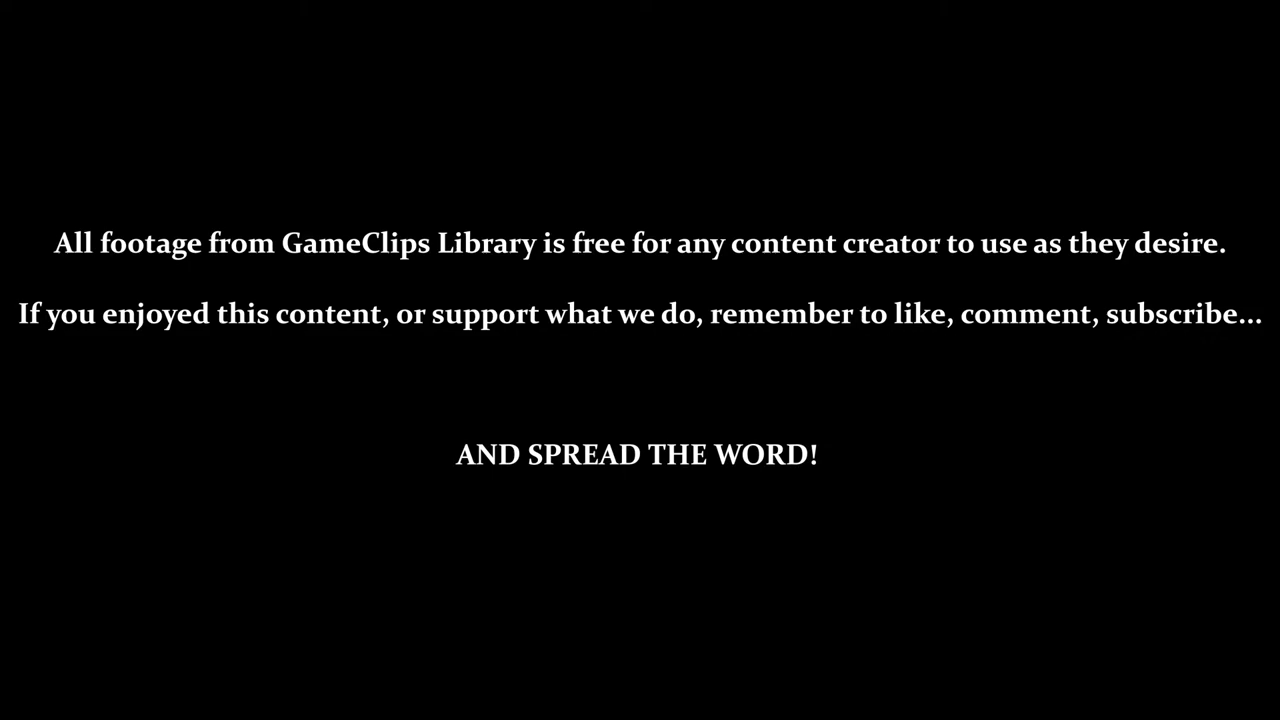 All footage from GameClips Library is free for any content creator to use as they desire.
If you enjoyed this content, or support what we do, remember to like, comment, subscribe...
AND SPREAD THE WORD!